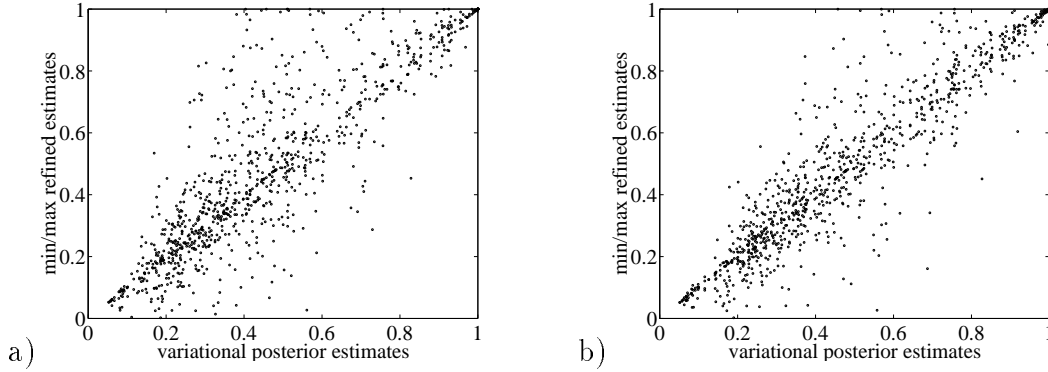 1
0.8
0.6
0.4
0.2
0
min/max refined estimates
0 0.2 0.4 0.6 0.8 1
variational posterior estimates
a)
1
0.8
0.6
0.4
0.2
0
min/max refined estimates
0 0.2 0.4 0.6 0.8 1
variational posterior estimates
b)